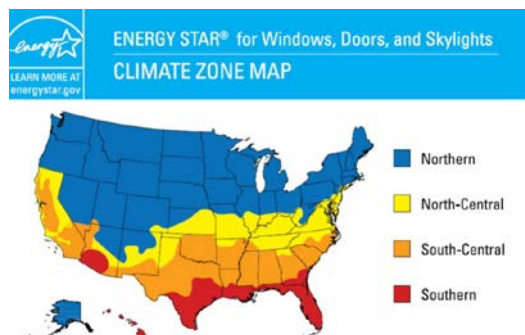 energy
LEARN MORE AT
energystar.gov
ENERGY STAR® for Windows, Doors, and Skylights
CLIMATE ZONE MAP
Northern
North-Central
South-Central
Southern